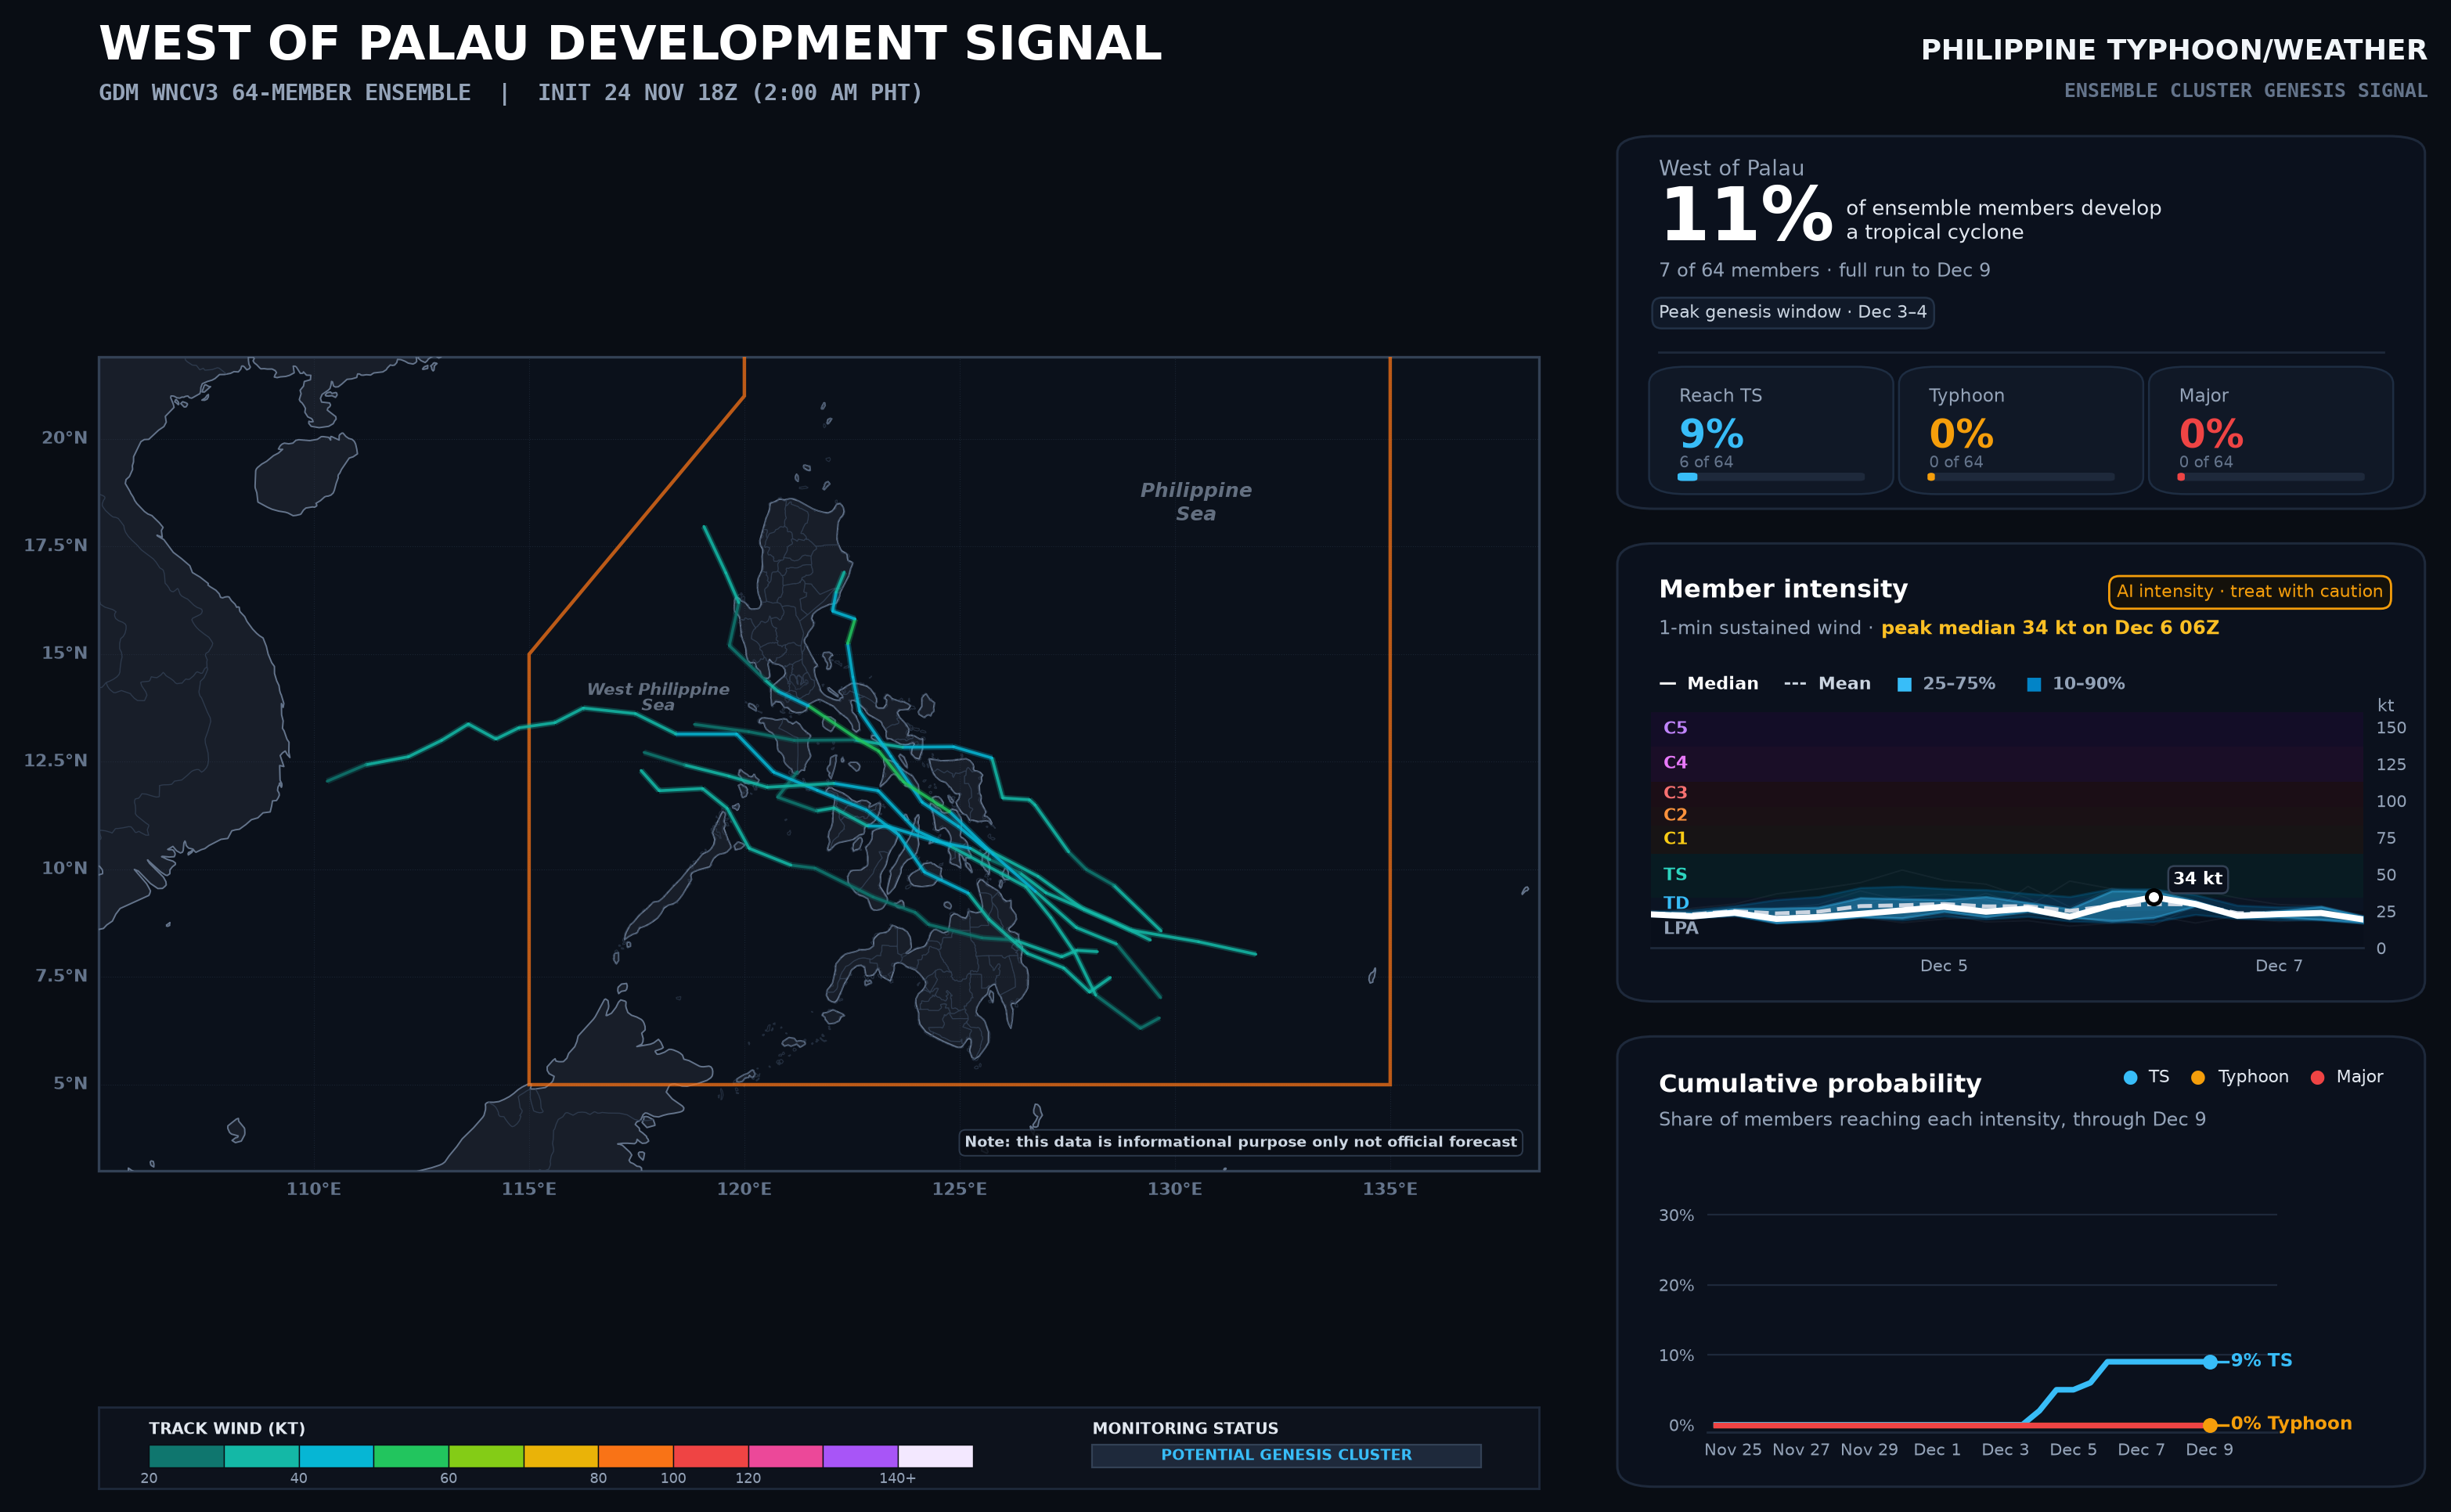 WEST OF PALAU DEVELOPMENT SIGNAL
GDM WNCV3 64-MEMBER ENSEMBLE | INIT 24 NOV 18Z (2:00 AM PHT)
PHILIPPINE TYPHOON/WEATHER
ENSEMBLE CLUSTER GENESIS SIGNAL
20°N
17.5°N
15°N
12.5°N
10°N
7.5°N
5°N
110°E
115°E
120°E
125°E
130°E
135°E
Philippine
Sea
West Philippine
Sea
Note: this data is informational purpose only not official forecast
TRACK WIND (KT)
20
40
60
80
100
120
140+
MONITORING STATUS
POTENTIAL GENESIS CLUSTER
West of Palau
11% of ensemble members develop
a tropical cyclone
7 of 64 members · full run to Dec 9
Peak genesis window · Dec 3–4
Reach TS
9%
6 of 64
Typhoon
0%
0 of 64
Major
0%
0 of 64
Member intensity
AI intensity · treat with caution
1-min sustained wind · peak median 34 kt on Dec 6 06Z
Median
Mean
25–75%
10–90%
kt
C5
C4
C3
C2
C1
TS
TD
LPA
150
125
100
75
50
25
0
34 kt
Dec 5
Dec 7
Cumulative probability
TS
Typhoon
Major
Share of members reaching each intensity, through Dec 9
30%
20%
10%
0%
9% TS
0% Typhoon
Nov 25
Nov 27
Nov 29
Dec 1
Dec 3
Dec 5
Dec 7
Dec 9